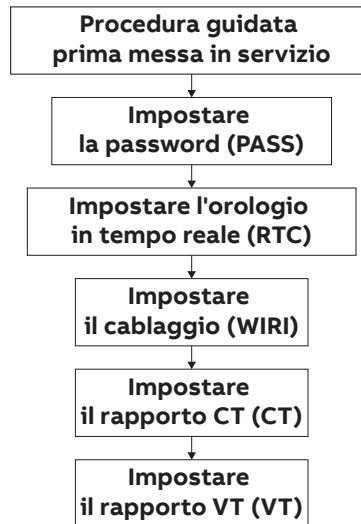 Procedura guidata
prima messa in servizio
Impostare
la password (PASS)
Impostare l'orologio
in tempo reale (RTC)
Impostare
il cablaggio (WIRI)
Impostare
il rapporto CT (CT)
Impostare
il rapporto VT (VT)